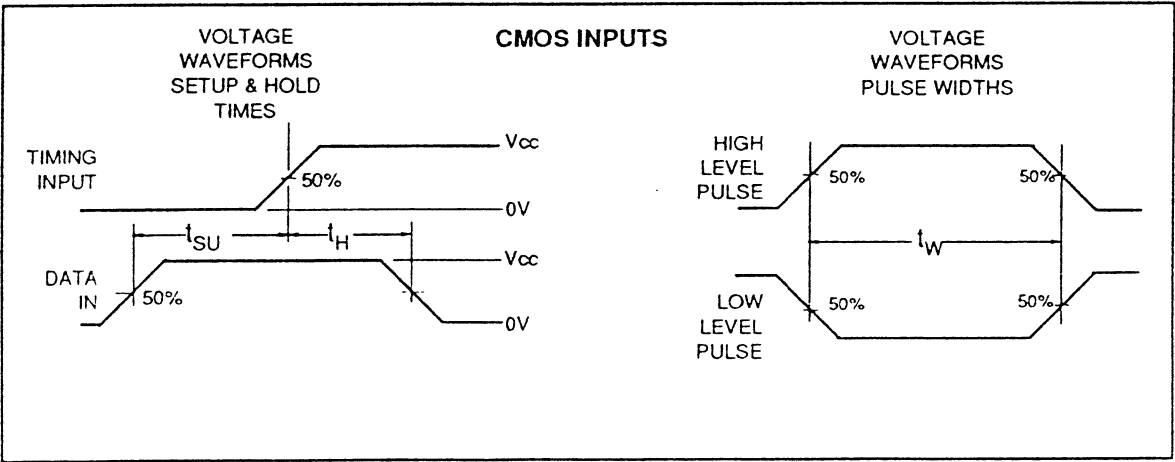 CMOS INPUTS
VOLTAGE
WAVEFORMS
SETUP & HOLD
TIMES
TIMING
INPUT
50%
Vcc
0V
tSU
tH
DATA
IN
50%
Vcc
0V
VOLTAGE
WAVEFORMS
PULSE WIDTHS
HIGH
LEVEL
PULSE
50%
50%
tW
LOW
LEVEL
PULSE
50%
50%